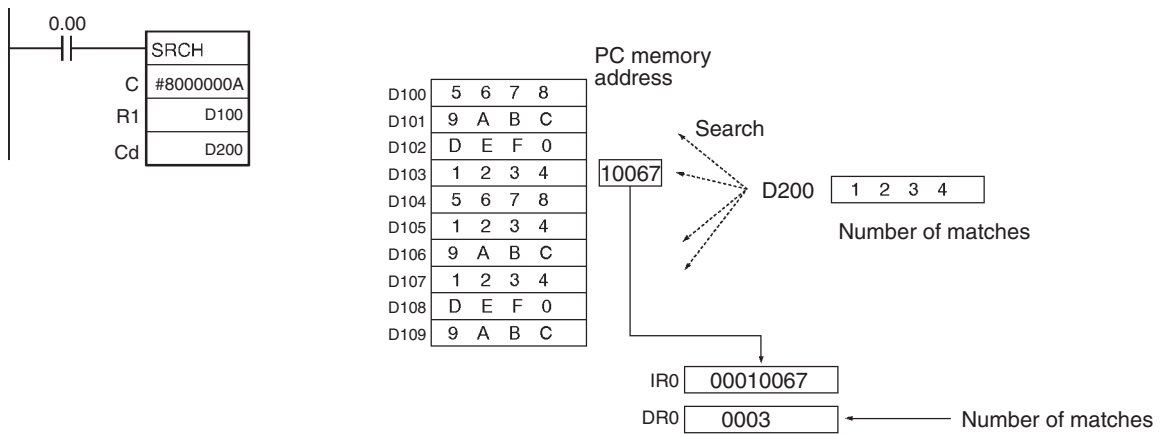 0.00
SRCH
C #8000000A
R1 D100
Cd D200
PC memory
address
D100 5 6 7 8
D101 9 A B C
D102 D E F 0
D103 1 2 3 4 10067
D104 5 6 7 8
D105 1 2 3 4
D106 9 A B C
D107 1 2 3 4
D108 D E F 0
D109 9 A B C
Search
D200 1 2 3 4
Number of matches
IR0 00010067
DR0 0003 Number of matches